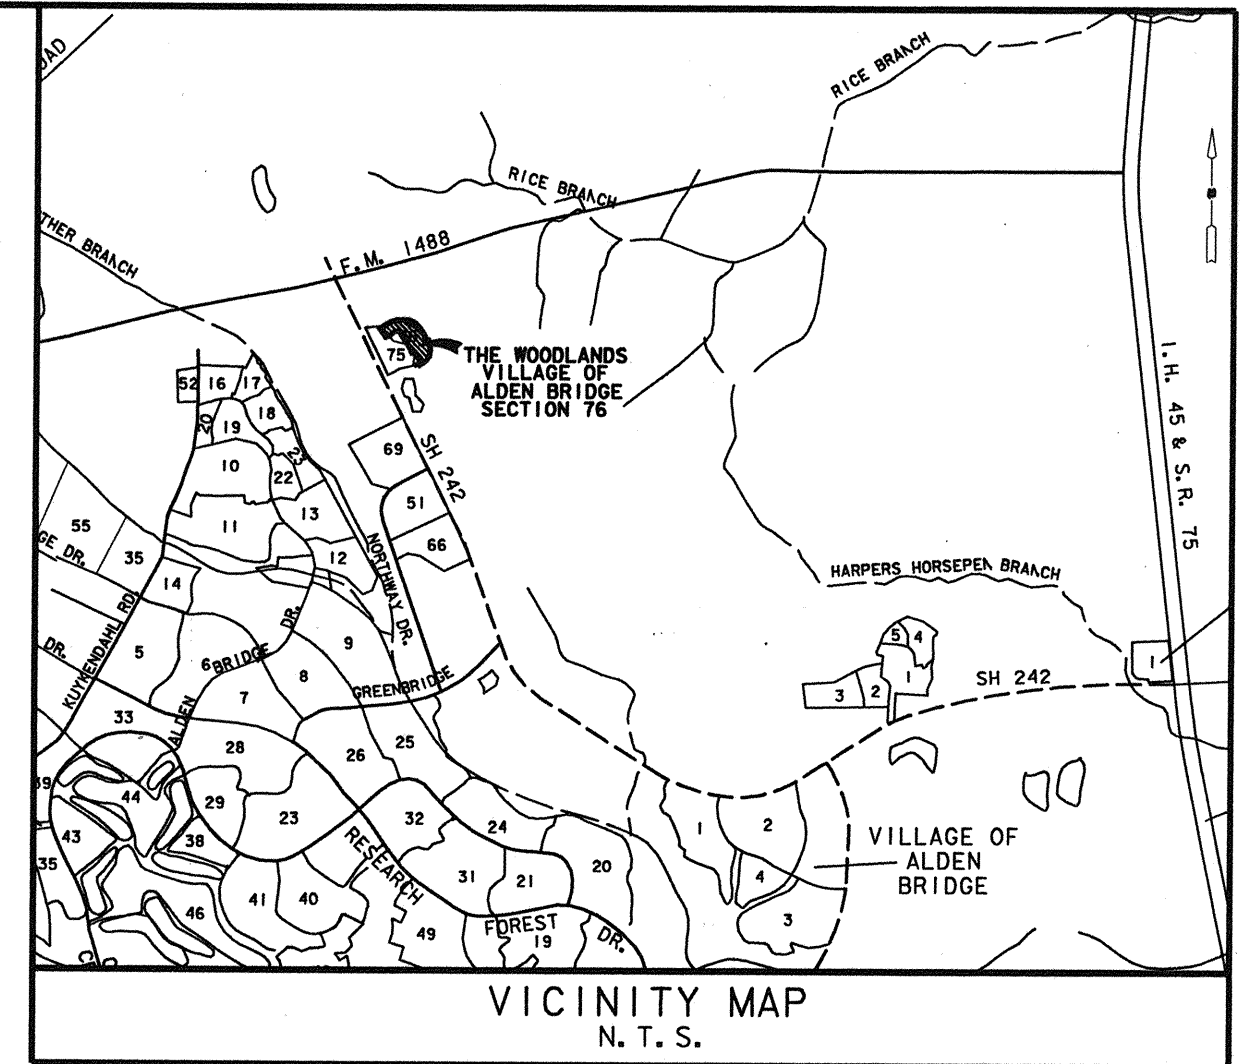 OAD
RICE BRANCH
RICE BRANCH
THER BRANCH
F.M. 1488
75
THE WOODLANDS
VILLAGE OF
ALDEN BRIDGE
SECTION 76
I.H. 45 & S.R. 75
52 16 17
20 19 18
69
SH 242
10 22 23
51
55
11 13
66
GE DR.
35
12
NORTHWAY DR.
14
HARPERS HORSEPEN BRANCH
KUYKENDAHL RD.
DR.
5
6
ALDEN BRIDGE DR.
9
5 4
1
DR.
8
GREENBRIDGE
3 2 1
SH 242
7
33
28
26
25
39
44
29
23
32
24
1
2
VILLAGE OF
ALDEN
BRIDGE
43
38
RESEARCH
35
31
21
20
4
41
40
46
49
FOREST
19
DR.
3
VICINITY MAP
N.T.S.